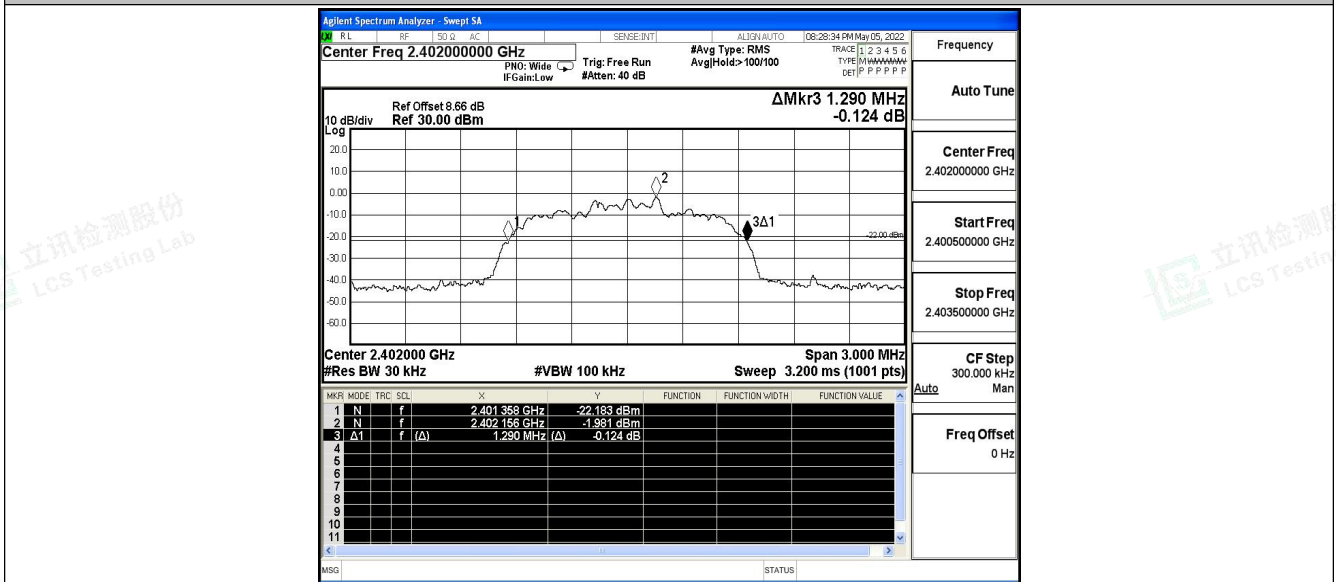 Agilent Spectrum Analyzer - Swept SA
LXI RL RF 50 Ω AC SENSE:INT ALIGN AUTO 08:28:34 PM May 05, 2022
Center Freq 2.402000000 GHz
PNO: Wide
IFGain:Low
Trig: Free Run
#Atten: 40 dB
#Avg Type: RMS
Avg|Hold:>100/100
TRACE 1 2 3 4 5 6
TYPE MWWWWW
DET P P P P P P
ΔMkr3 1.290 MHz
-0.124 dB
Ref Offset 8.66 dB
10 dB/div Ref 30.00 dBm
Log
20.0
10.0
0.00
-10.0
-20.0
-30.0
-40.0
-50.0
-60.0
1
2
3Δ1
-22.00 dBm
Center 2.402000 GHz Span 3.000 MHz
#Res BW 30 kHz #VBW 100 kHz Sweep 3.200 ms (1001 pts)
MKR MODE TRC SCL X Y FUNCTION FUNCTION WIDTH FUNCTION VALUE
1 N f 2.401 358 GHz -22.183 dBm
2 N f 2.402 156 GHz -1.981 dBm
3 Δ1 f (Δ) 1.290 MHz (Δ) -0.124 dB
4
5
6
7
8
9
10
11
MSG STATUS
Frequency
Auto Tune
Center Freq
2.402000000 GHz
Start Freq
2.400500000 GHz
Stop Freq
2.403500000 GHz
CF Step
300.000 kHz
Auto Man
Freq Offset
0 Hz
立讯检测股份
LCS Testing Lab
LCS
立讯检测
LCS Testin